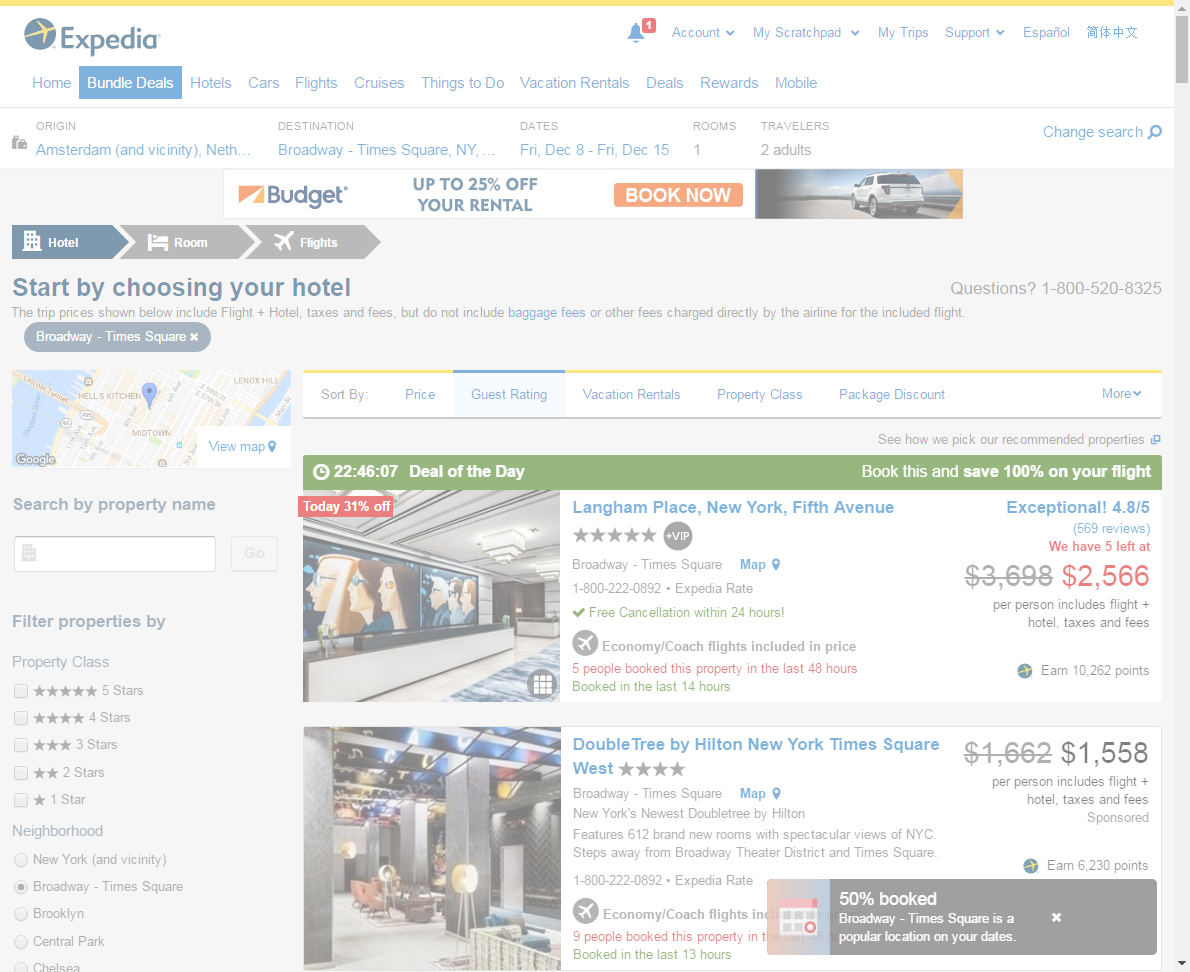 Expedia
1
Account
My Scratchpad
My Trips
Support
Español
简体中文
Home
Bundle Deals
Hotels
Cars
Flights
Cruises
Things to Do
Vacation Rentals
Deals
Rewards
Mobile
ORIGIN
Amsterdam (and vicinity), Neth...
DESTINATION
Broadway - Times Square, NY, ...
DATES
Fri, Dec 8 - Fri, Dec 15
ROOMS
1
TRAVELERS
2 adults
Change search
Budget
UP TO 25% OFF
YOUR RENTAL
BOOK NOW
Hotel
Room
Flights
Start by choosing your hotel
Questions? 1-800-520-8325
The trip prices shown below include Flight + Hotel, taxes and fees, but do not include baggage fees or other fees charged directly by the airline for the included flight.
Broadway - Times Square ×
Lincoln Tunnel
HELL'S KITCHEN
LENOX HILL
MIDTOWN
Google
View map
Sort By:
Price
Guest Rating
Vacation Rentals
Property Class
Package Discount
More
See how we pick our recommended properties
Search by property name
Go
Filter properties by
Property Class
5 Stars
4 Stars
3 Stars
2 Stars
1 Star
Neighborhood
New York (and vicinity)
Broadway - Times Square
Brooklyn
Central Park
Chelsea
22:46:07 Deal of the Day
Book this and save 100% on your flight
Today 31% off
Langham Place, New York, Fifth Avenue
+VIP
Broadway - Times Square
Map
1-800-222-0892 • Expedia Rate
Free Cancellation within 24 hours!
Economy/Coach flights included in price
5 people booked this property in the last 48 hours
Booked in the last 14 hours
Exceptional! 4.8/5
(569 reviews)
We have 5 left at
$3,698 $2,566
per person includes flight +
hotel, taxes and fees
Earn 10,262 points
DoubleTree by Hilton New York Times Square
West
Broadway - Times Square
Map
New York's Newest Doubletree by Hilton
Features 612 brand new rooms with spectacular views of NYC.
Steps away from Broadway Theater District and Times Square.
1-800-222-0892 • Expedia Rate
Economy/Coach flights included in pr
9 people booked this property in the last 48 h
Booked in the last 13 hours
$1,662 $1,558
per person includes flight +
hotel, taxes and fees
Sponsored
Earn 6,230 points
50% booked
Broadway - Times Square is a
popular location on your dates.